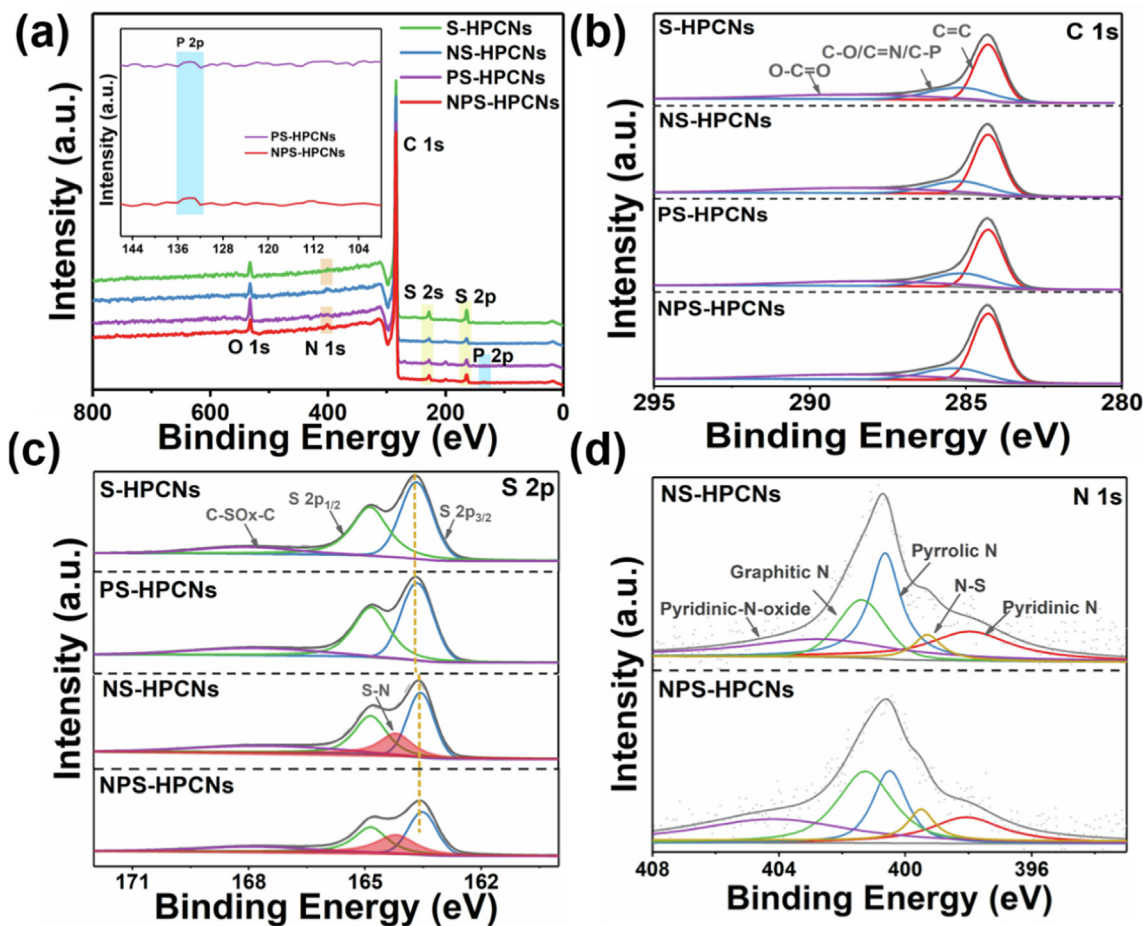 (a)
S-HPCNs
NS-HPCNs
PS-HPCNs
NPS-HPCNs
P 2p
PS-HPCNs
NPS-HPCNs
Intensity (a.u.)
144 136 128 120 112 104
C 1s
S 2s
S 2p
P 2p
O 1s
N 1s
Intensity (a.u.)
800 600 400 200 0
Binding Energy (eV)
(b)
C 1s
S-HPCNs
C=C
C-O/C=N/C-P
O-C=O
NS-HPCNs
PS-HPCNs
NPS-HPCNs
Intensity (a.u.)
295 290 285 280
Binding Energy (eV)
(c)
S 2p
S-HPCNs
C-SOx-C
S 2p1/2
S 2p3/2
PS-HPCNs
NS-HPCNs
S-N
NPS-HPCNs
Intensity (a.u.)
171 168 165 162
Binding Energy (eV)
(d)
N 1s
NS-HPCNs
Pyrrolic N
Graphitic N
N-S
Pyridinic-N-oxide
Pyridinic N
NPS-HPCNs
Intensity (a.u.)
408 404 400 396
Binding Energy (eV)